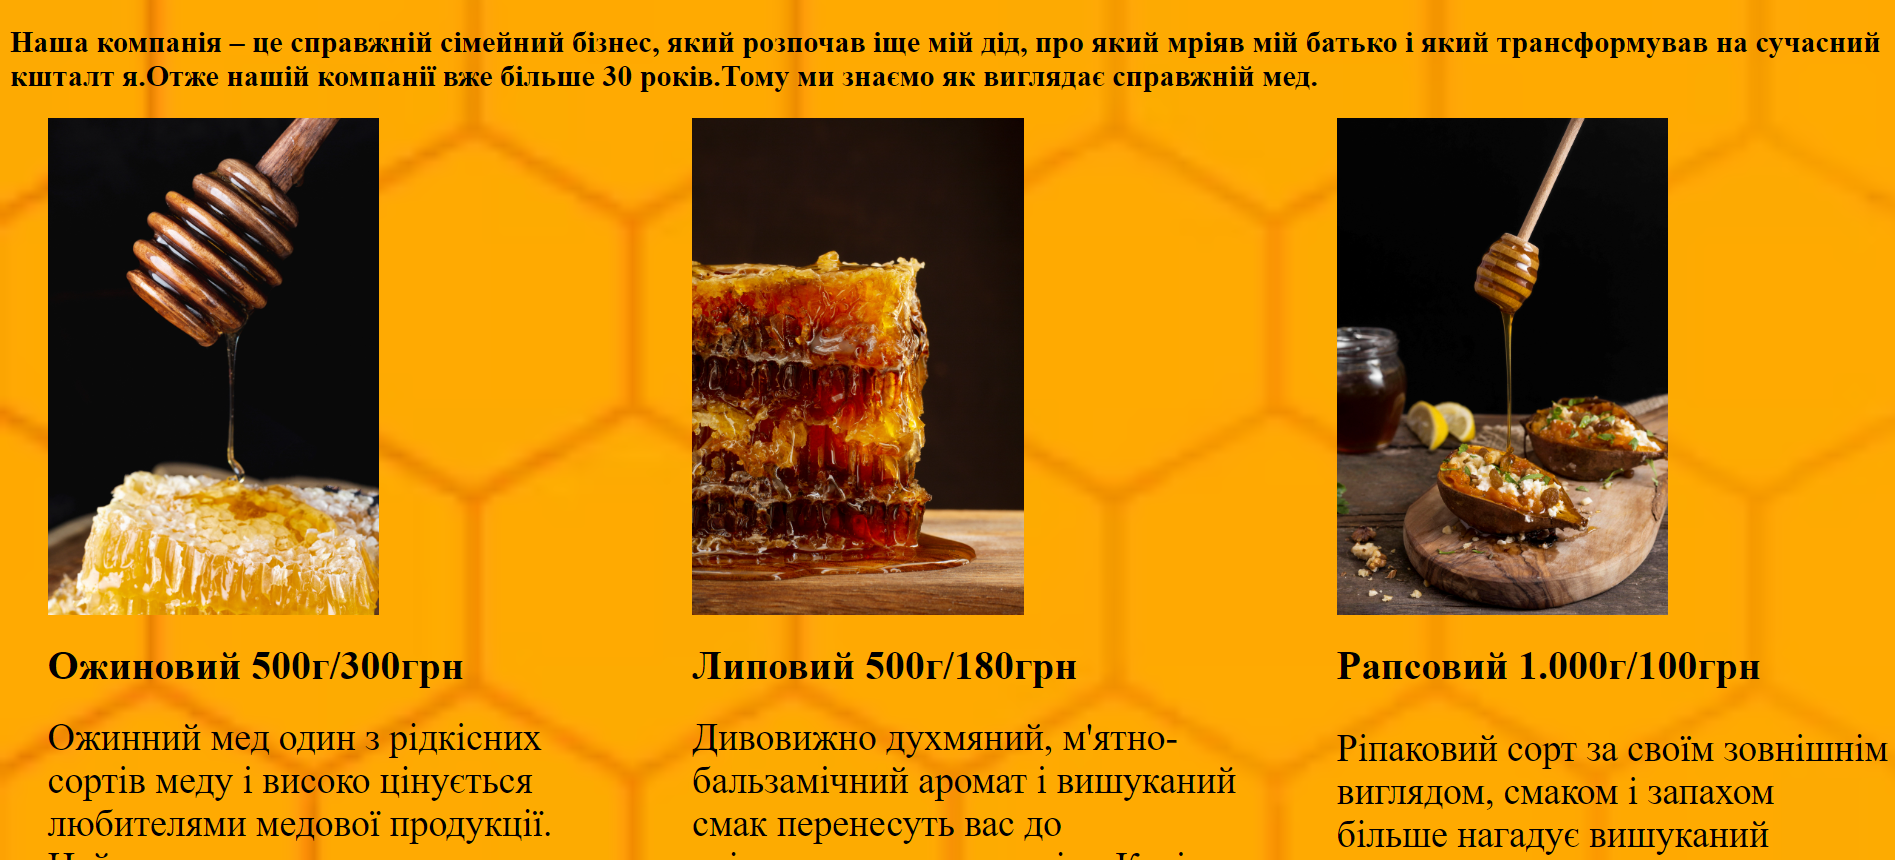 Наша компанія – це справжній сімейний бізнес, який розпочав іще мій дід, про який мріяв мій батько і який трансформував на сучасний
кшталт я.Отже нашій компанії вже більше 30 років.Тому ми знаємо як виглядає справжній мед.
Ожиновий 500г/300грн
Ожинний мед один з рідкісних
сортів меду і високо цінується
любителями медової продукції.
Липовий 500г/180грн
Дивовижно духмяний, м'ятно-
бальзамічний аромат і вишуканий
смак перенесуть вас до
Рапсовий 1.000г/100грн
Ріпаковий сорт за своїм зовнішнім
виглядом, смаком і запахом
більше нагадує вишуканий